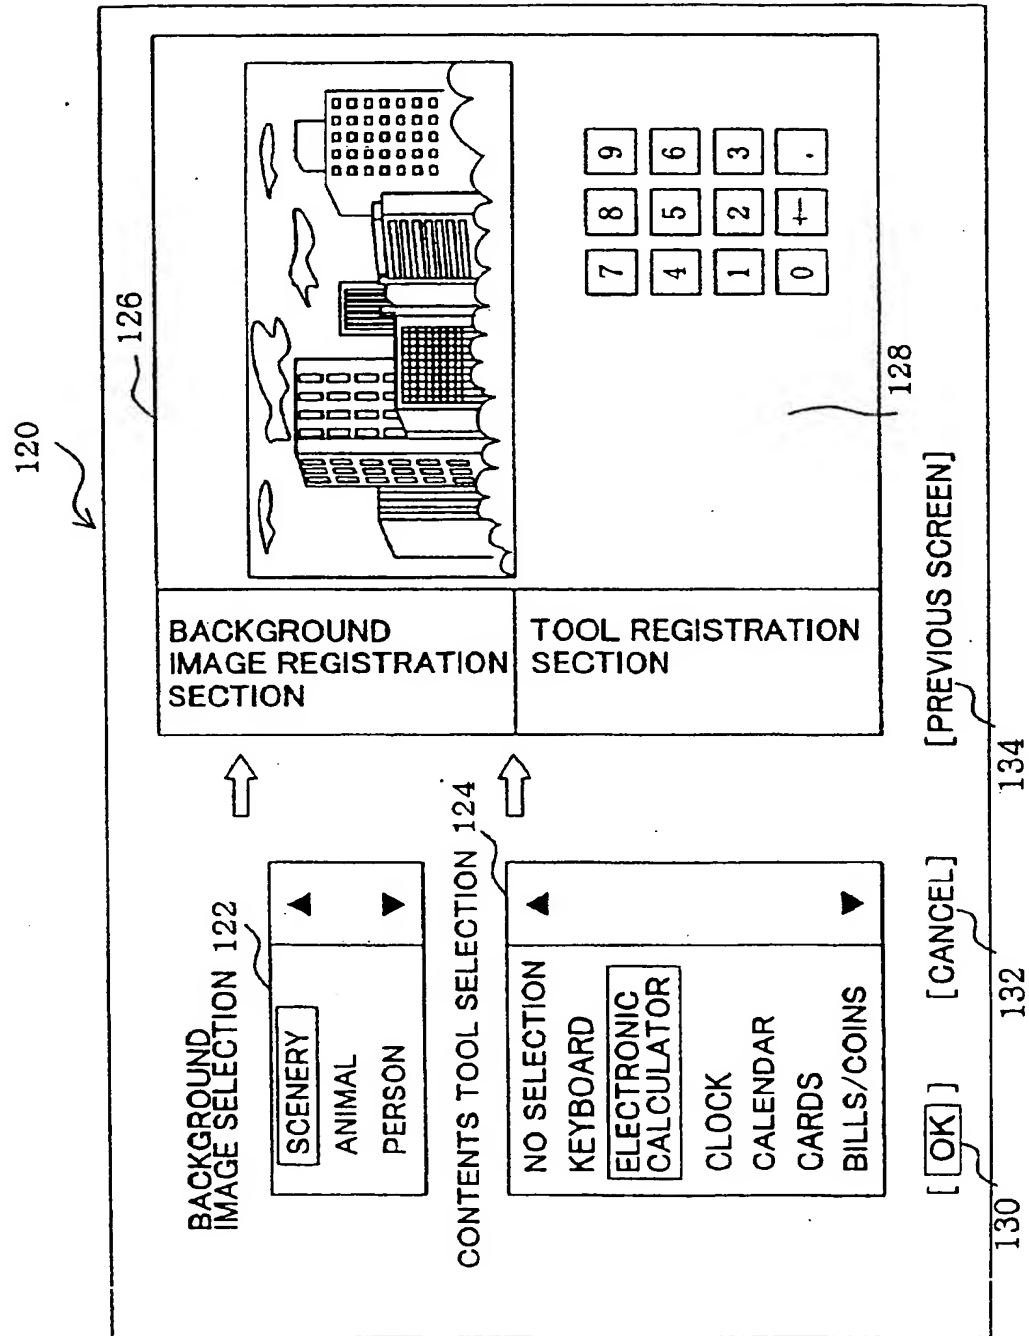 120
BACKGROUND
IMAGE SELECTION 122
SCENERY
ANIMAL
PERSON
CONTENTS TOOL SELECTION 124
NO SELECTION
KEYBOARD
ELECTRONIC
CALCULATOR
CLOCK
CALENDAR
CARDS
BILLS/COINS
126
BACKGROUND
IMAGE REGISTRATION
SECTION
TOOL REGISTRATION
SECTION
7 8 9
4 5 6
1 2 3
0 +- .
128
[OK] [CANCEL] [PREVIOUS SCREEN]
130 132 134